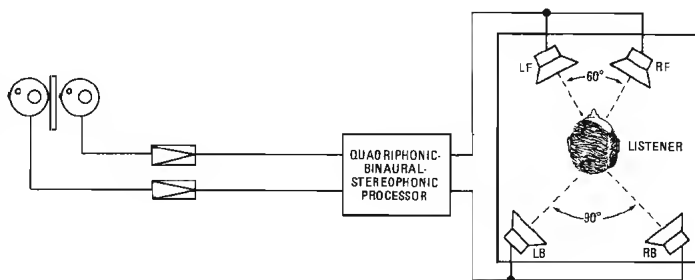 LF
RF
60°
LISTENER
QUADRIPHONIC-
BINAURAL-
STEREOPHONIC
PROCESSOR
90°
LB
RB